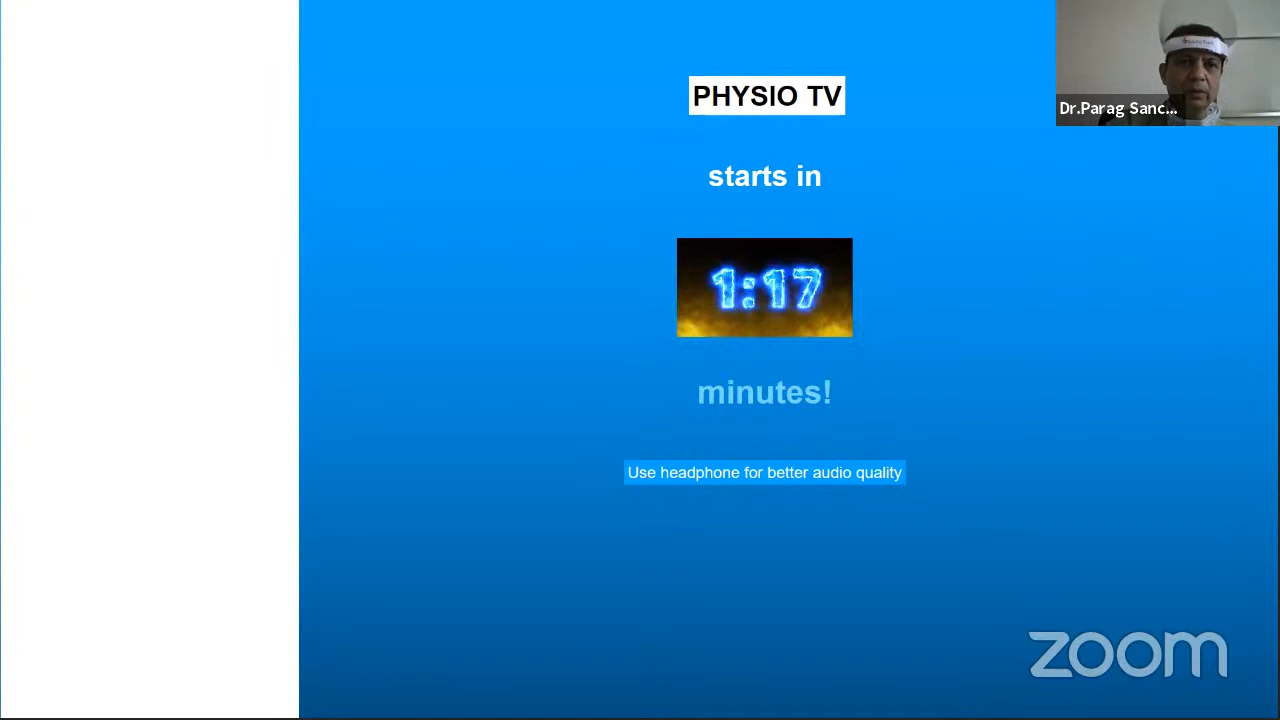 PHYSIO TV
Dr.Parag Sanc...
starts in
1:17
minutes!
Use headphone for better audio quality
zoom